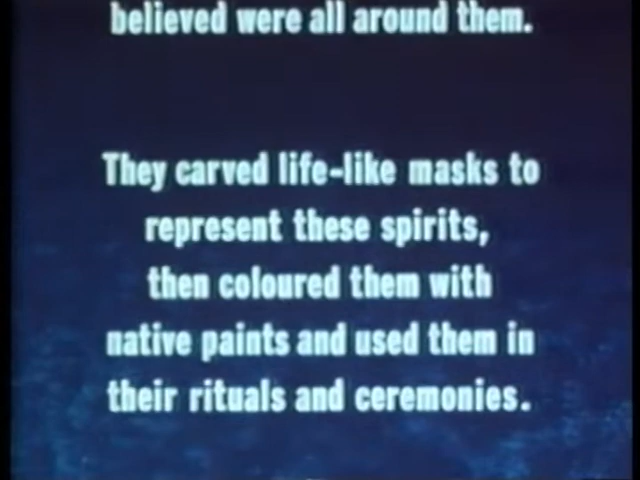 believed were all around them.
They carved life-like masks to
represent these spirits,
then coloured them with
native paints and used them in
their rituals and ceremonies.